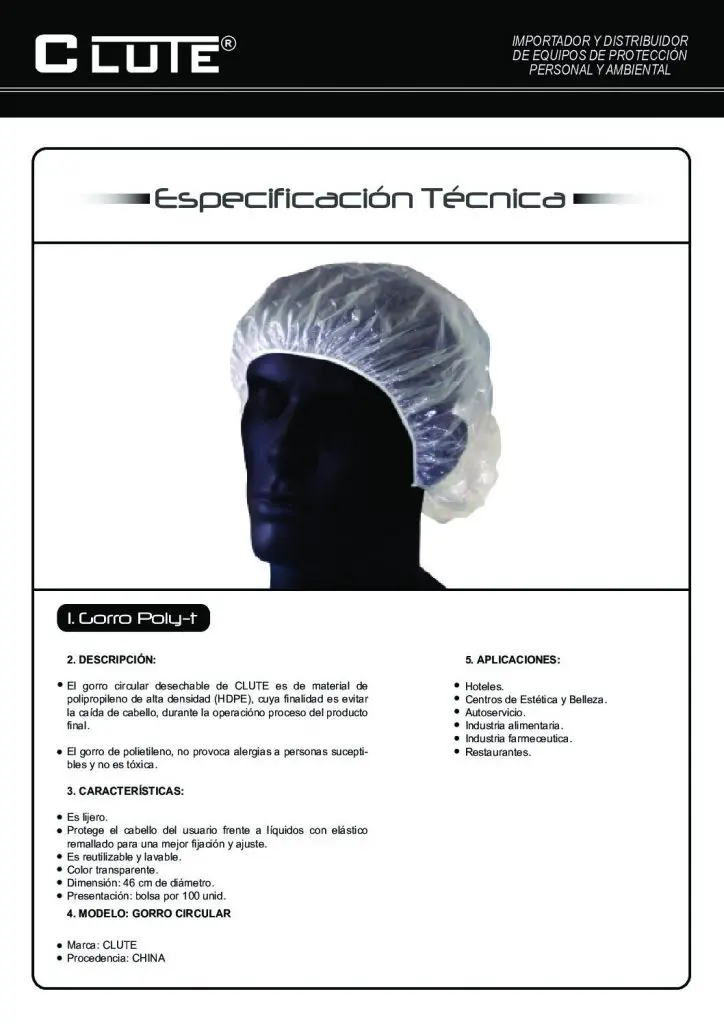 CLUTE®
IMPORTADOR Y DISTRIBUIDOR
DE EQUIPOS DE PROTECCIÓN
PERSONAL Y AMBIENTAL
Especificación Técnica
1. Gorro Poly-t
2. DESCRIPCIÓN:
• El gorro circular desechable de CLUTE es de material de
polipropileno de alta densidad (HDPE), cuya finalidad es evitar
la caída de cabello, durante la operacióno proceso del producto
final.
• El gorro de polietileno, no provoca alergias a personas sucepti-
bles y no es tóxica.
3. CARACTERÍSTICAS:
• Es lijero.
• Protege el cabello del usuario frente a líquidos con elástico
remallado para una mejor fijación y ajuste.
• Es reutilizable y lavable.
• Color transparente.
• Dimensión: 46 cm de diámetro.
• Presentación: bolsa por 100 unid.
4. MODELO: GORRO CIRCULAR
• Marca: CLUTE
• Procedencia: CHINA
5. APLICACIONES:
• Hoteles.
• Centros de Estética y Belleza.
• Autoservicio.
• Industria alimentaria.
• Industria farmeceutica.
• Restaurantes.